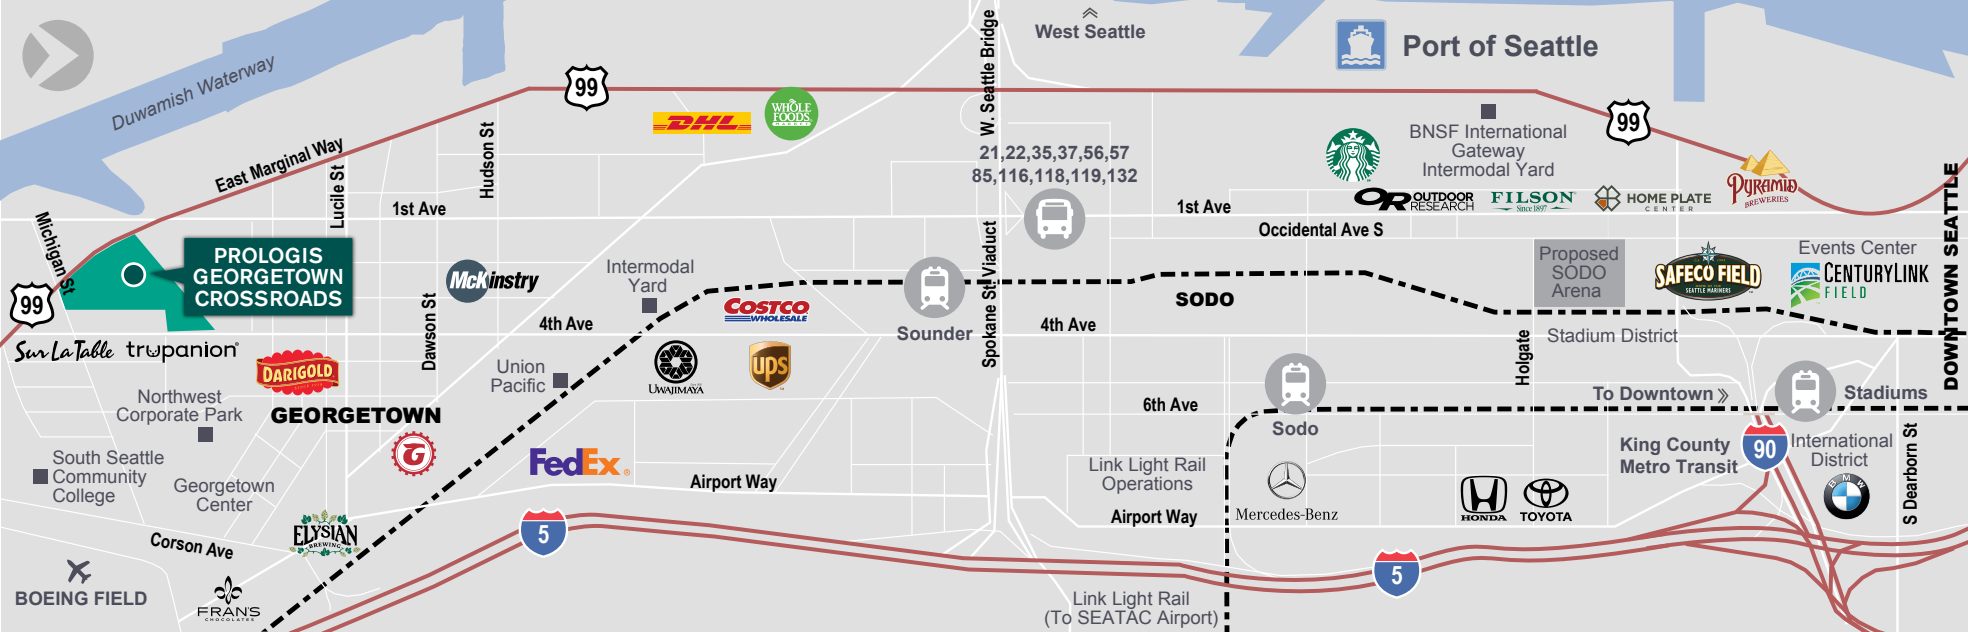 West Seattle
Port of Seattle
Duwamish Waterway
99
DHL
WHOLE
FOODS
MARKET
W. Seattle Bridge
99
BNSF International
Gateway
Intermodal Yard
East Marginal Way
Hudson St
Lucile St
21,22,35,37,56,57
85,116,118,119,132
OR OUTDOOR
RESEARCH
FILSON
Since 1897
HOME PLATE
CENTER
PYRAMID
BREWERIES
DOWNTOWN SEATTLE
1st Ave
1st Ave
Occidental Ave S
Michigan St
PROLOGIS
GEORGETOWN
CROSSROADS
99
McKinstry
Intermodal
Yard
COSTCO
WHOLESALE
Sounder
Spokane St. Viaduct
SODO
Proposed
SODO
Arena
SAFECO FIELD
SEATTLE MARINERS
Events Center
CENTURYLINK
FIELD
4th Ave
4th Ave
Stadium District
Holgate
Sur La Table
trupanion
DARIGOLD
Dawson St
Union
Pacific
UWAJIMAYA
ups
Northwest
Corporate Park
GEORGETOWN
G
6th Ave
Sodo
To Downtown
Stadiums
King County
Metro Transit
90
International
District
BMW
S Dearborn St
South Seattle
Community
College
Georgetown
Center
FedEx
Airport Way
Link Light Rail
Operations
Airport Way
Mercedes-Benz
HONDA
TOYOTA
ELYSIAN
BREWING
Corson Ave
5
5
BOEING FIELD
FRAN'S
CHOCOLATES
Link Light Rail
(To SEATAC Airport)